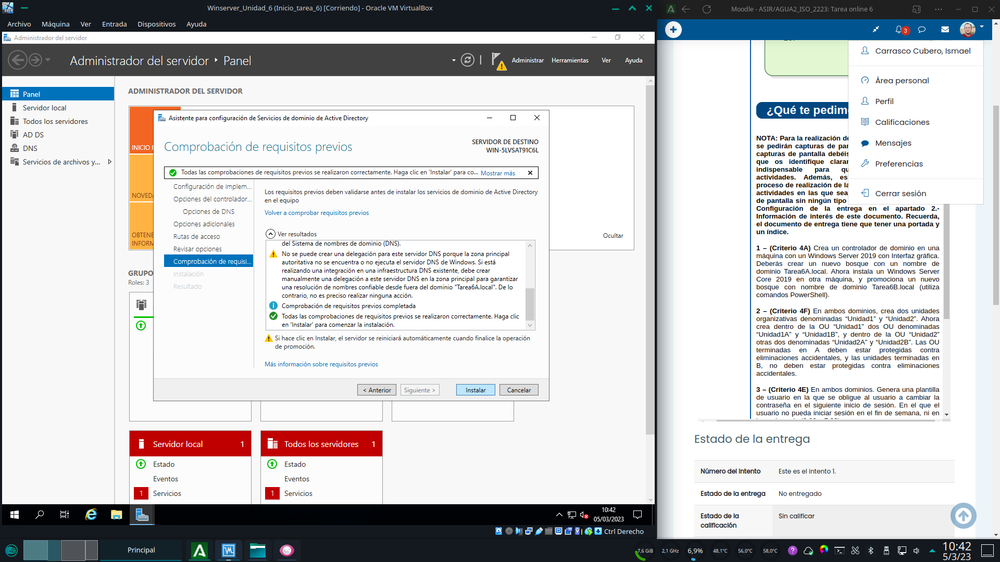 Winserver_Unidad_6 (Inicio_tarea_6) [Corriendo] - Oracle VM VirtualBox
Archivo Máquina Ver Entrada Dispositivos Ayuda
Administrador del servidor
Administrador del servidor ‣ Panel
Administrar Herramientas Ver Ayuda
Panel
Servidor local
Todos los servidores
AD DS
DNS
Servicios de archivos y...
ADMINISTRADOR DEL SERVIDOR
INICIO
NOVED
OBTENE
INFORM
Ocultar
GRUPO
Roles: 3
Asistente para configuración de Servicios de dominio de Active Directory
Comprobación de requisitos previos
SERVIDOR DE DESTINO
WIN-5LVSAT91C6L
Todas las comprobaciones de requisitos previos se realizaron correctamente. Haga clic en 'Instalar' para co... Mostrar más
Configuración de implem...
Opciones del controlador...
Opciones de DNS
Opciones adicionales
Rutas de acceso
Revisar opciones
Comprobación de requisi...
Instalación
Resultado
Los requisitos previos deben validarse antes de instalar los servicios de dominio de Active Directory
en el equipo
Volver a comprobar requisitos previos
Ver resultados
del Sistema de nombres de dominio (DNS).
No se puede crear una delegación para este servidor DNS porque la zona principal
autoritativa no se encuentra o no ejecuta el servidor DNS de Windows. Si está
realizando una integración en una infraestructura DNS existente, debe crear
manualmente una delegación a este servidor DNS en la zona principal para garantizar
una resolución de nombres confiable desde fuera del dominio "Tarea6A.local". De lo
contrario, no es preciso realizar ninguna acción.
Comprobación de requisitos previos completada
Todas las comprobaciones de requisitos previos se realizaron correctamente. Haga clic
en 'Instalar' para comenzar la instalación.
Si hace clic en Instalar, el servidor se reiniciará automáticamente cuando finalice la operación
de promoción.
Más información sobre requisitos previos
< Anterior Siguiente > Instalar Cancelar
Servidor local 1
Estado
Eventos
1 Servicios
Todos los servidores 1
Estado
Eventos
1 Servicios
10:42
05/03/2023
Ctrl Derecho
Moodle - ASIR/AGUA2_ISO_2223: Tarea online 6
3
Carrasco Cubero, Ismael
Área personal
Perfil
Calificaciones
Mensajes
Preferencias
Cerrar sesión
¿Qué te pedim
NOTA: Para la realización de
se pedirán capturas de pan
capturas de pantalla debéis
que os identifique claram
indispensable para qu
actividades. Además, es
proceso de realización de la
actividades en las que sea
de pantalla sin ningún tipo
Configuración de la entrega en el apartado 2.-
Información de interés de este documento. Recuerda,
el documento de entrega tiene que tener una portada y
un índice.
1 – (Criterio 4A) Crea un controlador de dominio en una
máquina con un Windows Server 2019 con Interfaz gráfica.
Deberás crear un nuevo bosque con un nombre de
dominio Tarea6A.local. Ahora instala un Windows Server
Core 2019 en otra máquina, y promociona un nuevo
bosque con nombre de dominio Tarea6B.local (utiliza
comandos PowerShell).
2 – (Criterio 4F) En ambos dominios, crea dos unidades
organizativas denominadas “Unidad1” y “Unidad2”. Ahora
crea dentro de la OU “Unidad1” dos OU denominadas
“Unidad1A” y “Unidad1B”, y dentro de la OU “Unidad2”
otras dos denominadas “Unidad2A” y “Unidad2B”. Las OU
terminadas en A deben estar protegidas contra
eliminaciones accidentales, y las unidades terminadas en
B, no deben estar protegidas contra eliminaciones
accidentales.
3 – (Criterio 4E) En ambos dominios. Genera una plantilla
de usuario en la que se obligue al usuario a cambiar la
contraseña en el siguiente inicio de sesión. En el que el
usuario no pueda iniciar sesión en el fin de semana, ni en
Estado de la entrega
Número del Intento Este es el intento 1.
Estado de la entrega No entregado
Estado de la
calificación
Sin calificar
Principal
7,6 GiB 2,1 GHz 6,9% 48,1°C 56,0°C 58,0°C
10:42
5/3/23